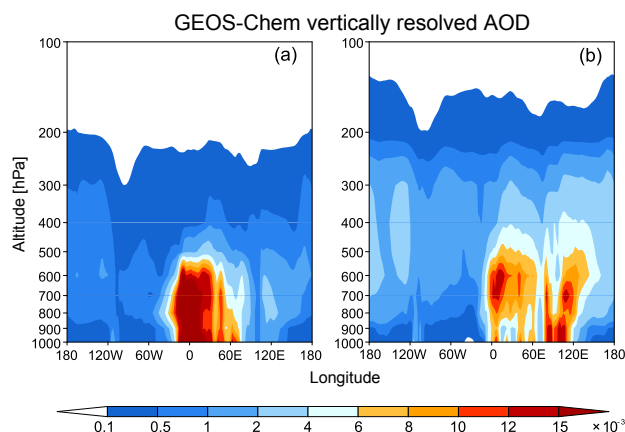 GEOS-Chem vertically resolved AOD
(a) (b)
Altitude [hPa]
100 100
200 200
300 300
400 400
500 500
600 600
700 700
800 800
900 900
1000 1000
180 120W 60W 0 60E 120E 180 180 120W 60W 0 60E 120E 180
Longitude
0.1 0.5 1 2 4 6 8 10 12 15 ×10⁻³